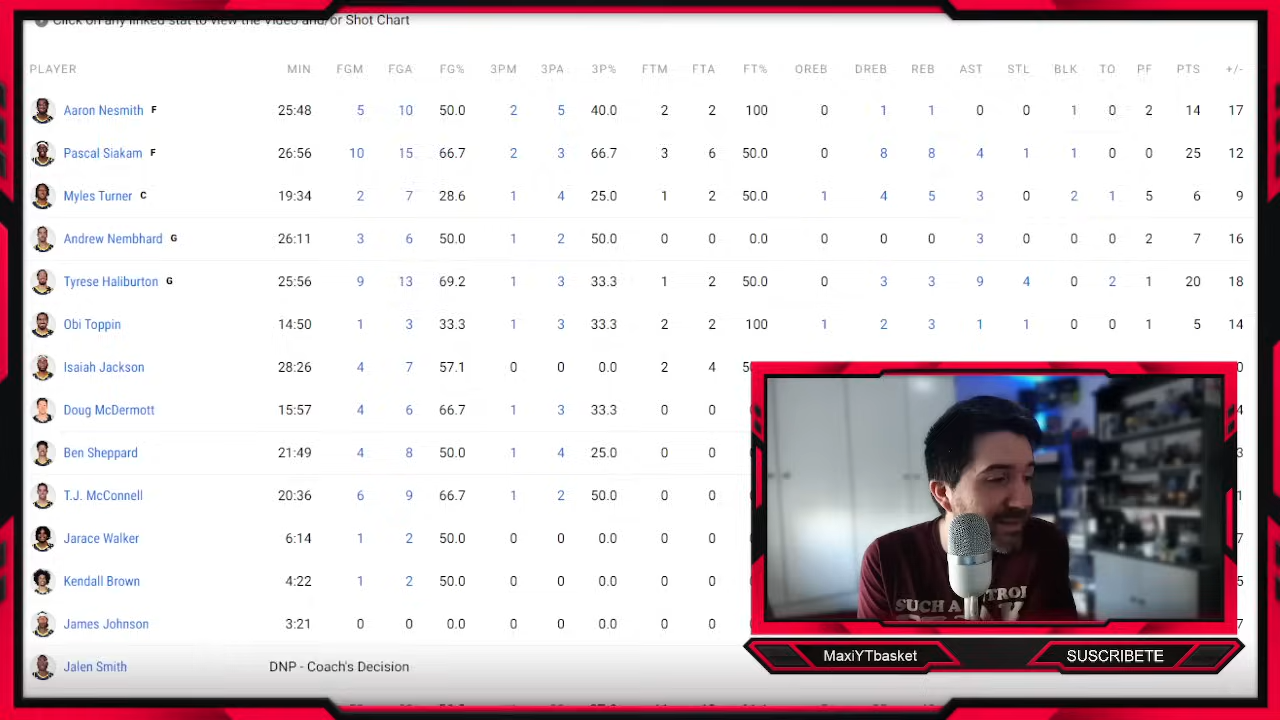 Click on any linked stat to view the Video and/or Shot Chart
PLAYER MIN FGM FGA FG% 3PM 3PA 3P% FTM FTA FT% OREB DREB REB AST STL BLK TO PF PTS +/-
Aaron Nesmith F 25:48 5 10 50.0 2 5 40.0 2 2 100 0 1 1 0 0 1 0 2 14 17
Pascal Siakam F 26:56 10 15 66.7 2 3 66.7 3 6 50.0 0 8 8 4 1 1 0 0 25 12
Myles Turner C 19:34 2 7 28.6 1 4 25.0 1 2 50.0 1 4 5 3 0 2 1 5 6 9
Andrew Nembhard G 26:11 3 6 50.0 1 2 50.0 0 0 0.0 0 0 0 3 0 0 0 2 7 16
Tyrese Haliburton G 25:56 9 13 69.2 1 3 33.3 1 2 50.0 0 3 3 9 4 0 2 1 20 18
Obi Toppin 14:50 1 3 33.3 1 3 33.3 2 2 100 1 2 3 1 1 0 0 1 5 14
Isaiah Jackson 28:26 4 7 57.1 0 0 0.0 2 4
Doug McDermott 15:57 4 6 66.7 1 3 33.3 0 0
Ben Sheppard 21:49 4 8 50.0 1 4 25.0 0 0
T.J. McConnell 20:36 6 9 66.7 1 2 50.0 0 0
Jarace Walker 6:14 1 2 50.0 0 0 0.0 0 0
Kendall Brown 4:22 1 2 50.0 0 0 0.0 0 0
James Johnson 3:21 0 0 0.0 0 0 0.0 0 0
Jalen Smith DNP - Coach's Decision
SUCH A
MaxiYTbasket
SUSCRIBETE